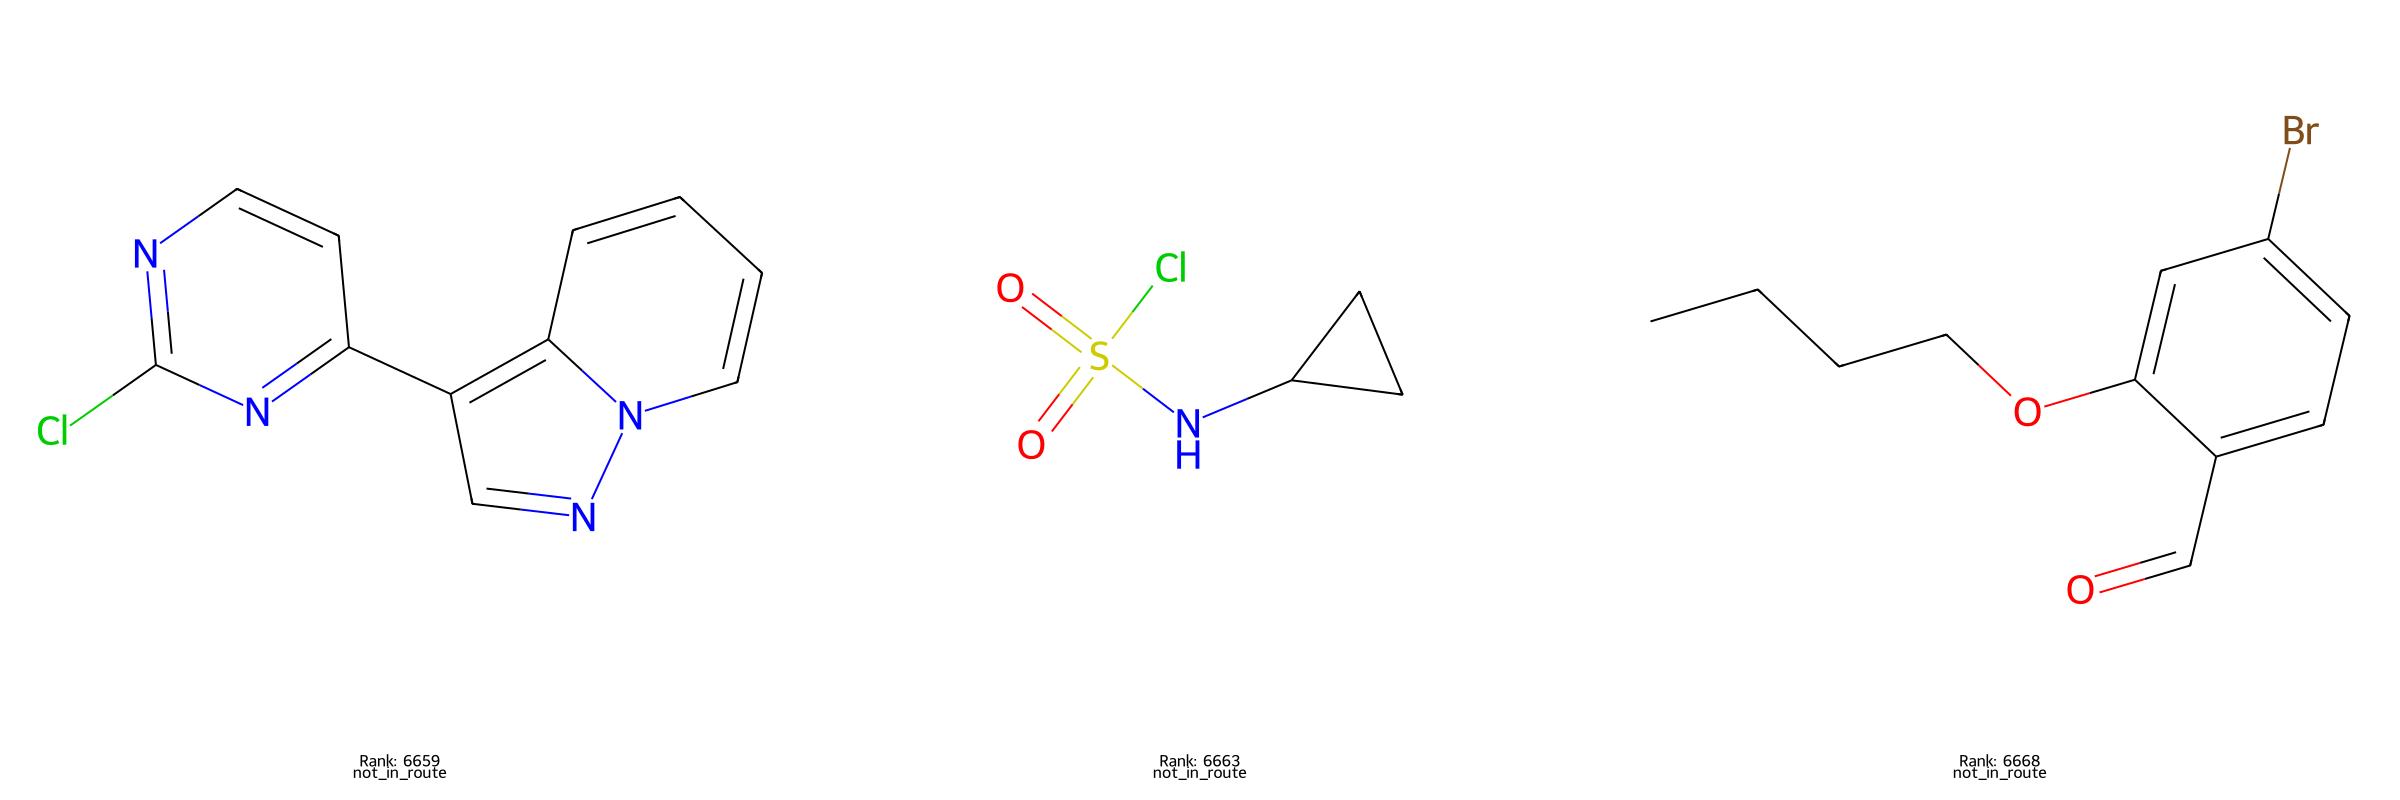 Br
N
Cl
O
Cl
S
N
N
N
O
O
N
H
O
N
O
Rank: 6659
not_in_route
Rank: 6663
not_in_route
Rank: 6668
not_in_route